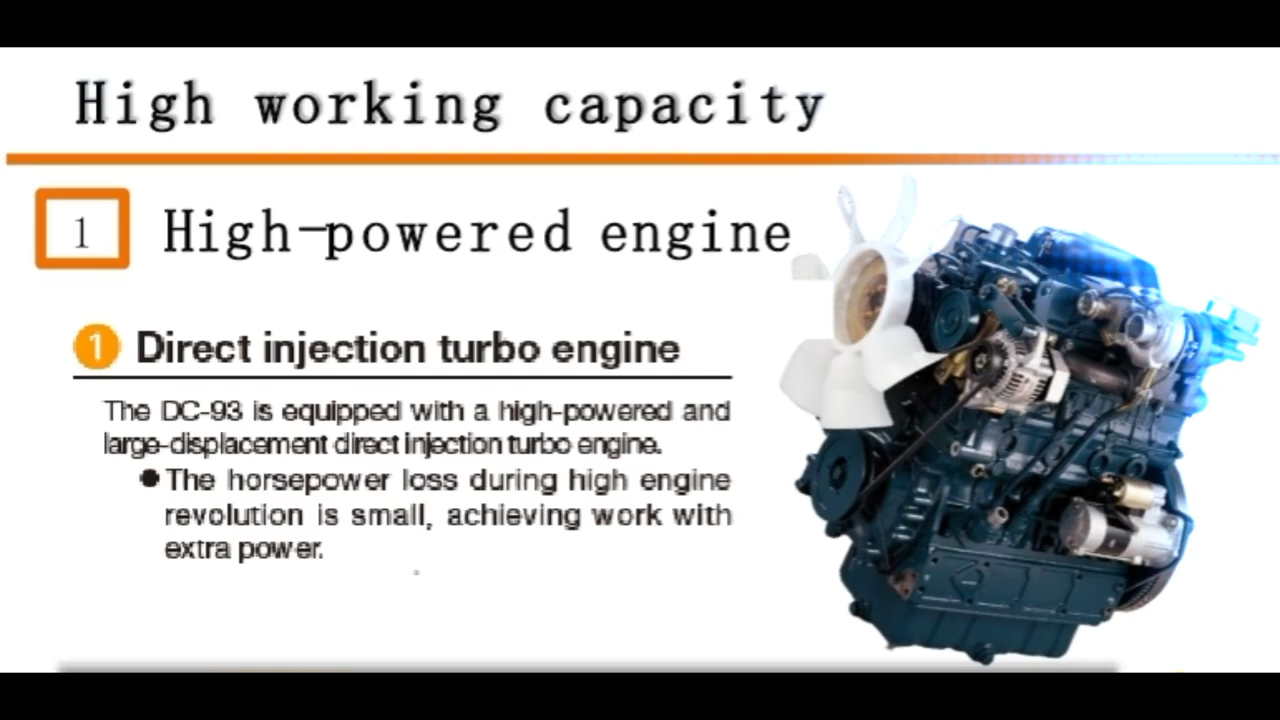 High working capacity
1 High-powered engine
1 Direct injection turbo engine
The DC-93 is equipped with a high-powered and
large-displacement direct injection turbo engine.
●The horsepower loss during high engine
revolution is small, achieving work with
extra power.